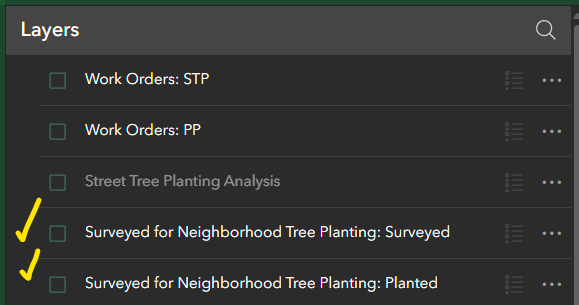 Layers
Work Orders: STP
Work Orders: PP
Street Tree Planting Analysis
Surveyed for Neighborhood Tree Planting: Surveyed
Surveyed for Neighborhood Tree Planting: Planted